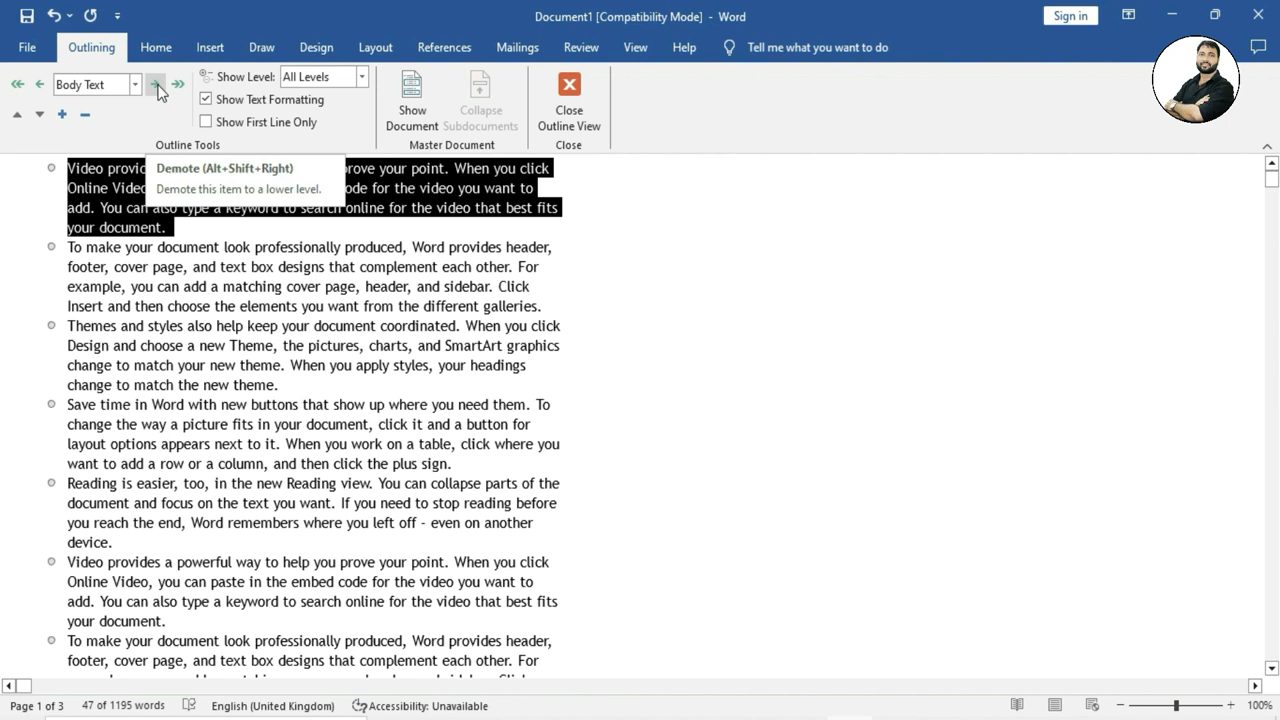 Document1 [Compatibility Mode] - Word
Sign in
File Outlining Home Insert Draw Design Layout References Mailings Review View Help Tell me what you want to do
Body Text
Show Level: All Levels
Show Text Formatting
Show First Line Only
Outline Tools
Show Document
Collapse Subdocuments
Master Document
Close Outline View
Close
Demote (Alt+Shift+Right)
Demote this item to a lower level.
Video provid rove your point. When you click
Online Video ode for the video you want to
add. You can also type a keyword to search online for the video that best fits
your document.
To make your document look professionally produced, Word provides header,
footer, cover page, and text box designs that complement each other. For
example, you can add a matching cover page, header, and sidebar. Click
Insert and then choose the elements you want from the different galleries.
Themes and styles also help keep your document coordinated. When you click
Design and choose a new Theme, the pictures, charts, and SmartArt graphics
change to match your new theme. When you apply styles, your headings
change to match the new theme.
Save time in Word with new buttons that show up where you need them. To
change the way a picture fits in your document, click it and a button for
layout options appears next to it. When you work on a table, click where you
want to add a row or a column, and then click the plus sign.
Reading is easier, too, in the new Reading view. You can collapse parts of the
document and focus on the text you want. If you need to stop reading before
you reach the end, Word remembers where you left off - even on another
device.
Video provides a powerful way to help you prove your point. When you click
Online Video, you can paste in the embed code for the video you want to
add. You can also type a keyword to search online for the video that best fits
your document.
To make your document look professionally produced, Word provides header,
footer, cover page, and text box designs that complement each other. For
Page 1 of 3 47 of 1195 words English (United Kingdom) Accessibility: Unavailable 100%